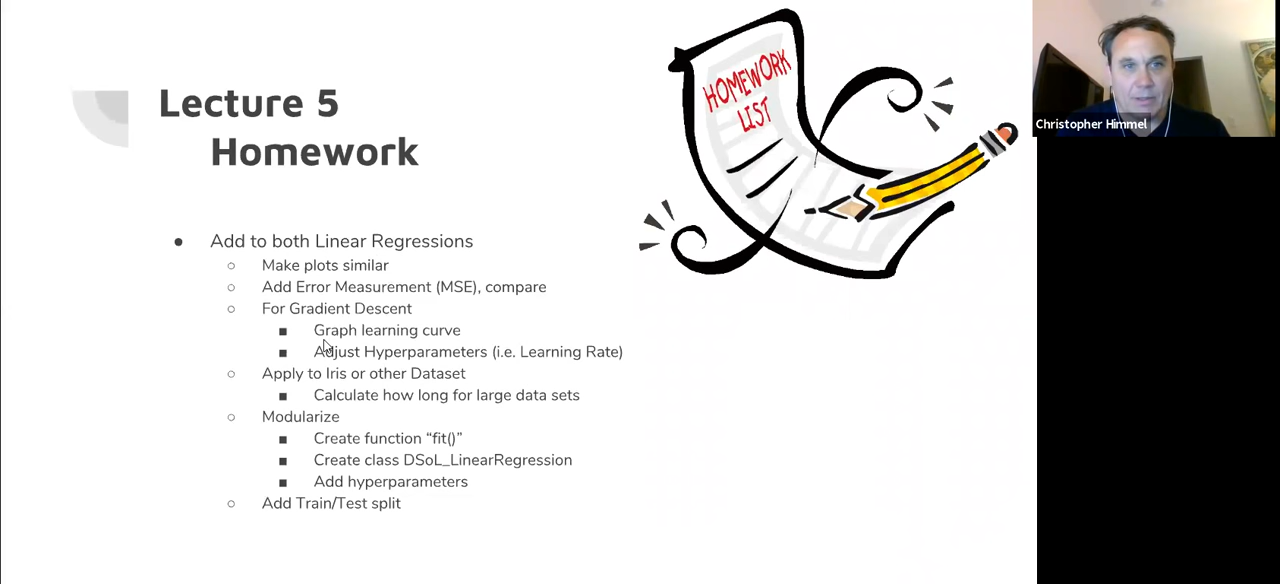 Lecture 5
Homework
HOMEWORK
LIST
Christopher Himmel
Add to both Linear Regressions
Make plots similar
Add Error Measurement (MSE), compare
For Gradient Descent
Graph learning curve
Adjust Hyperparameters (i.e. Learning Rate)
Apply to Iris or other Dataset
Calculate how long for large data sets
Modularize
Create function “fit()”
Create class DSoL_LinearRegression
Add hyperparameters
Add Train/Test split